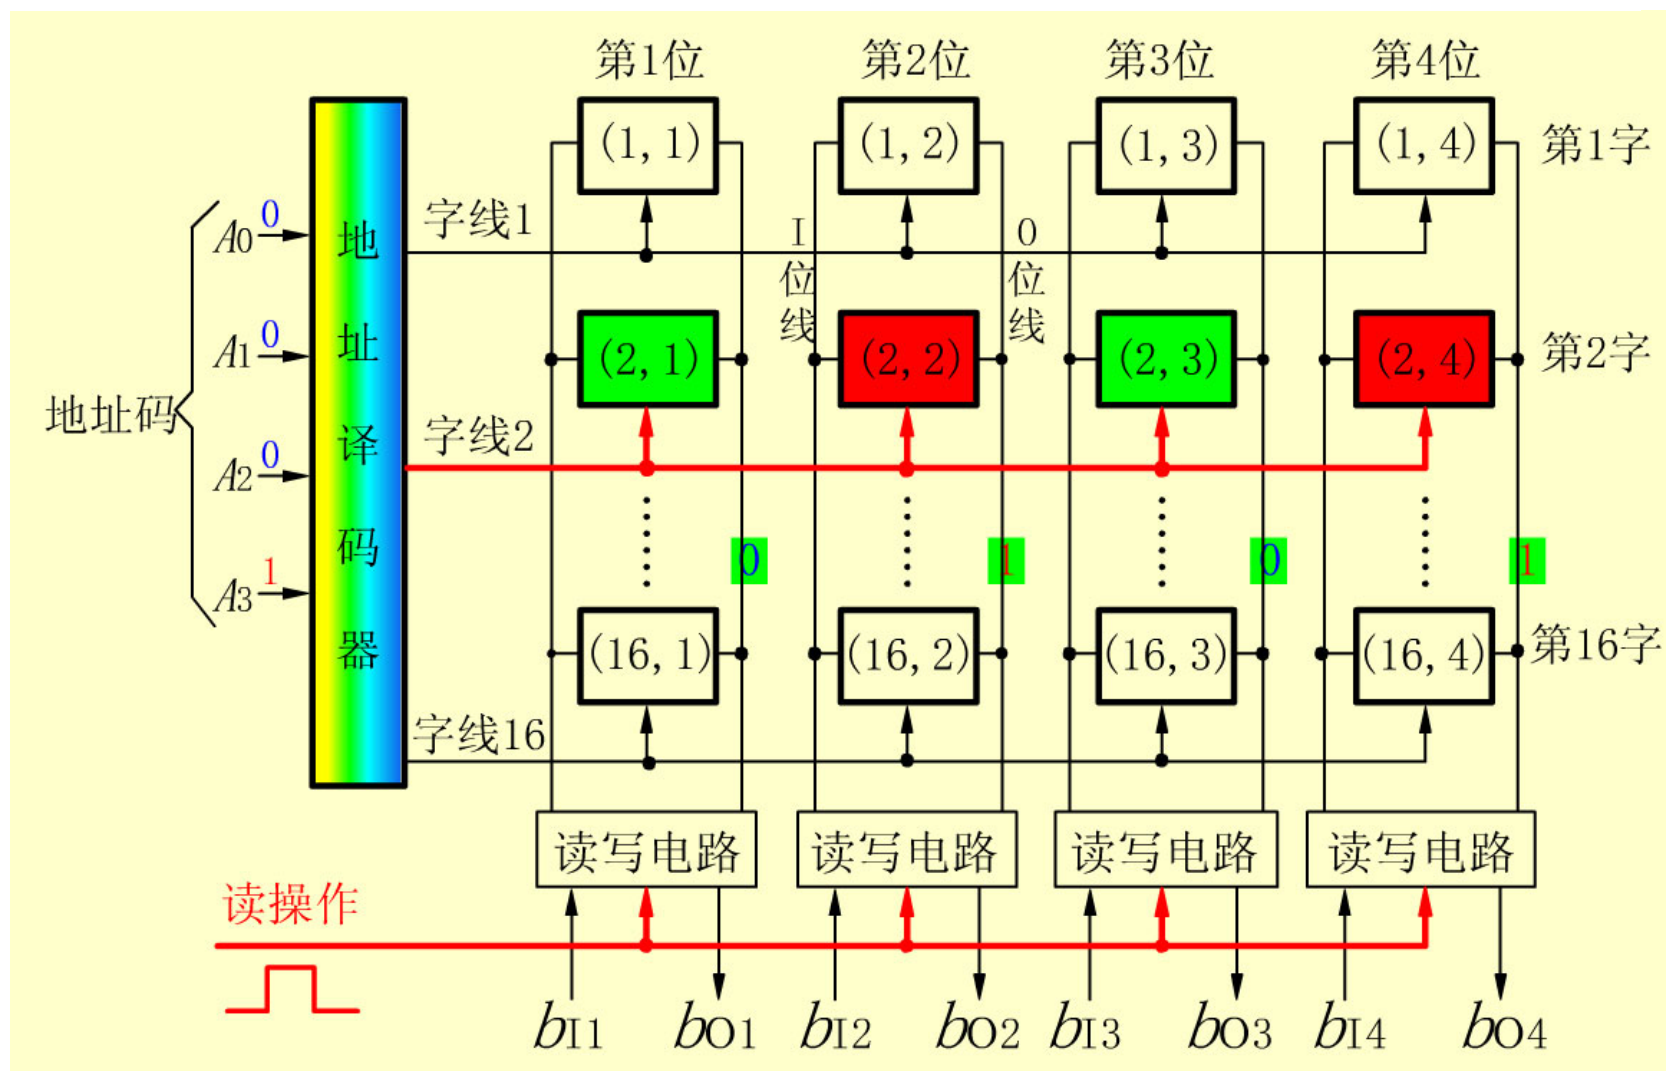 第1位 第2位 第3位 第4位
(1,1) (1,2) (1,3) (1,4) 第1字
字线1
I位线
O位线
地址码
A0 0
A1 0
A2 0
A3 1
地址译码器
(2,1) (2,2) (2,3) (2,4) 第2字
字线2
0 1 0 1
(16,1) (16,2) (16,3) (16,4) 第16字
字线16
读写电路 读写电路 读写电路 读写电路
读操作
bI1 bO1 bI2 bO2 bI3 bO3 bI4 bO4